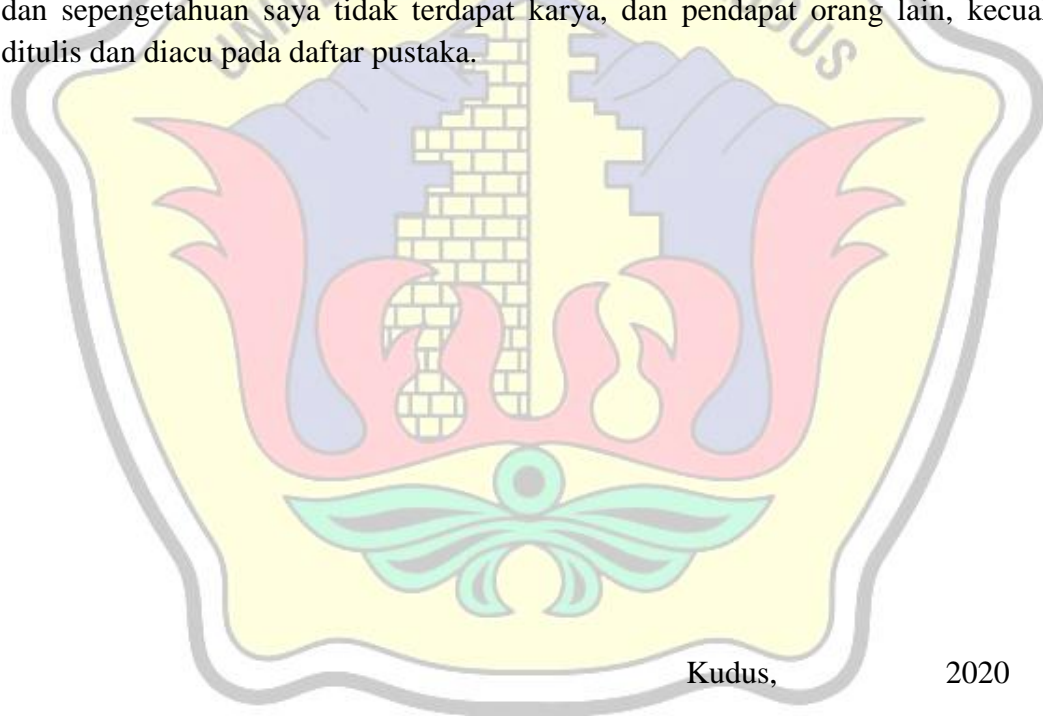 dan sepengetahuan saya tidak terdapat karya, dan pendapat orang lain, kecua
ditulis dan diacu pada daftar pustaka.
Kudus, 2020